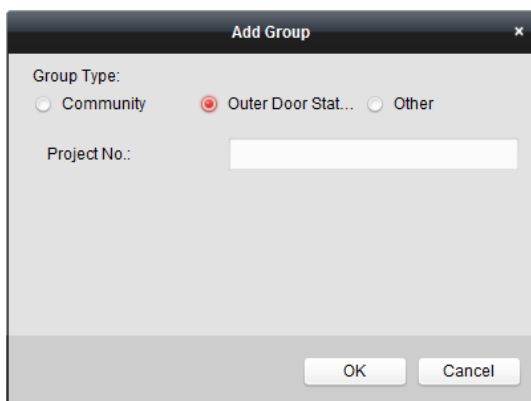 Add Group ×
Group Type:
Community Outer Door Stat... Other
Project No.:
OK Cancel